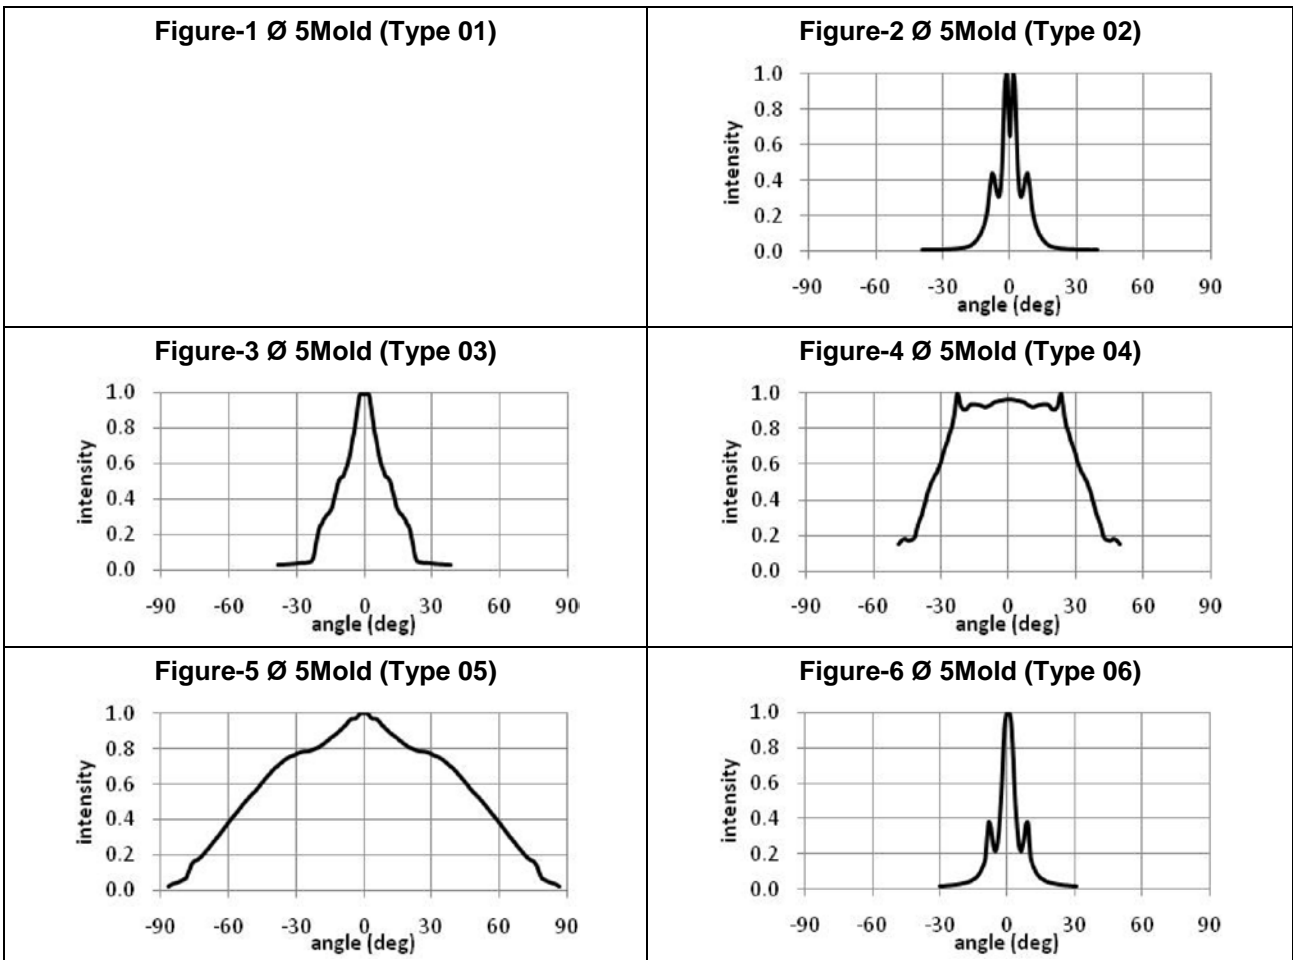 Figure-1 Ø 5Mold (Type 01)
Figure-2 Ø 5Mold (Type 02)
1.0
0.8
0.6
0.4
0.2
0.0
intensity
-90 -60 -30 0 30 60 90
angle (deg)
Figure-3 Ø 5Mold (Type 03)
1.0
0.8
0.6
0.4
0.2
0.0
intensity
-90 -60 -30 0 30 60 90
angle (deg)
Figure-4 Ø 5Mold (Type 04)
1.0
0.8
0.6
0.4
0.2
0.0
intensity
-90 -60 -30 0 30 60 90
angle (deg)
Figure-5 Ø 5Mold (Type 05)
1.0
0.8
0.6
0.4
0.2
0.0
intensity
-90 -60 -30 0 30 60 90
angle (deg)
Figure-6 Ø 5Mold (Type 06)
1.0
0.8
0.6
0.4
0.2
0.0
intensity
-90 -60 -30 0 30 60 90
angle (deg)